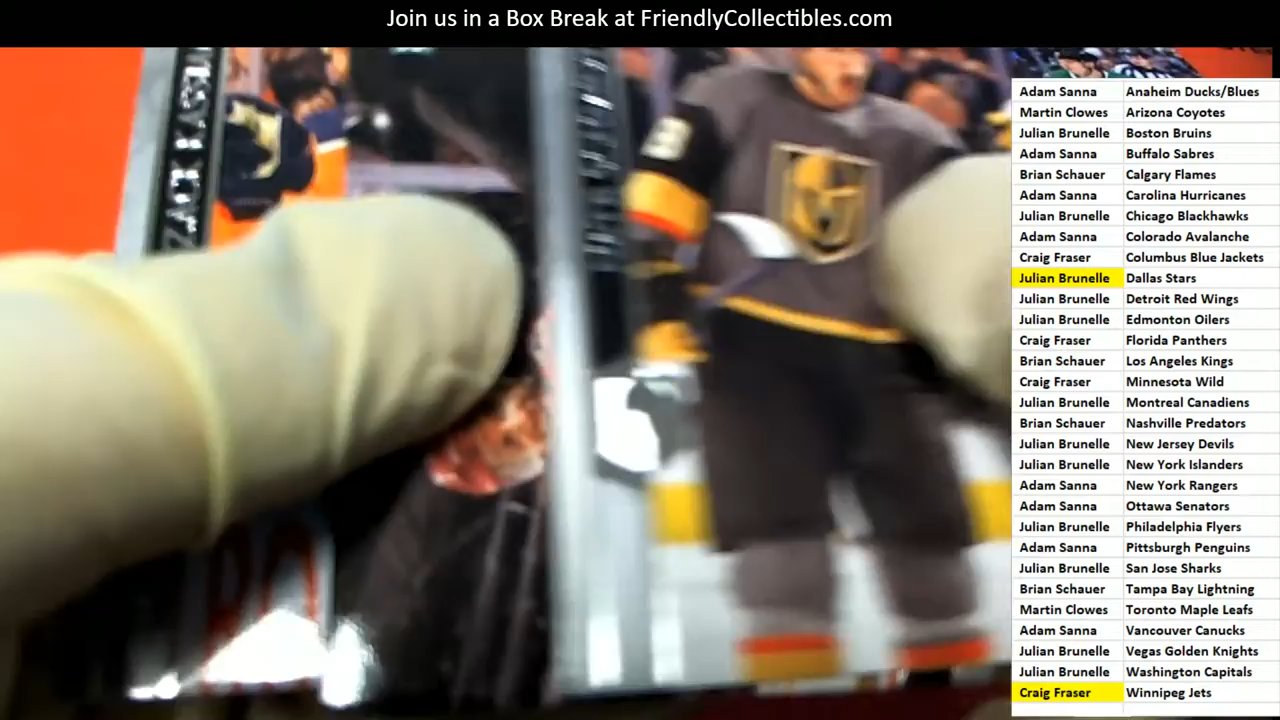 Join us in a Box Break at FriendlyCollectibles.com
Adam Sanna Anaheim Ducks/Blues
Martin Clowes Arizona Coyotes
Julian Brunelle Boston Bruins
Adam Sanna Buffalo Sabres
Brian Schauer Calgary Flames
Adam Sanna Carolina Hurricanes
Julian Brunelle Chicago Blackhawks
Adam Sanna Colorado Avalanche
Craig Fraser Columbus Blue Jackets
Julian Brunelle Dallas Stars
Julian Brunelle Detroit Red Wings
Julian Brunelle Edmonton Oilers
Craig Fraser Florida Panthers
Brian Schauer Los Angeles Kings
Craig Fraser Minnesota Wild
Julian Brunelle Montreal Canadiens
Brian Schauer Nashville Predators
Julian Brunelle New Jersey Devils
Julian Brunelle New York Islanders
Adam Sanna New York Rangers
Adam Sanna Ottawa Senators
Julian Brunelle Philadelphia Flyers
Adam Sanna Pittsburgh Penguins
Julian Brunelle San Jose Sharks
Brian Schauer Tampa Bay Lightning
Martin Clowes Toronto Maple Leafs
Adam Sanna Vancouver Canucks
Julian Brunelle Vegas Golden Knights
Julian Brunelle Washington Capitals
Craig Fraser Winnipeg Jets